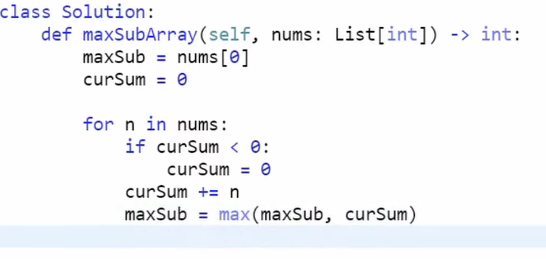 class Solution:
    def maxSubArray(self, nums: List[int]) -> int:
        maxSub = nums[0]
        curSum = 0

        for n in nums:
            if curSum < 0:
                curSum = 0
            curSum += n
            maxSub = max(maxSub, curSum)